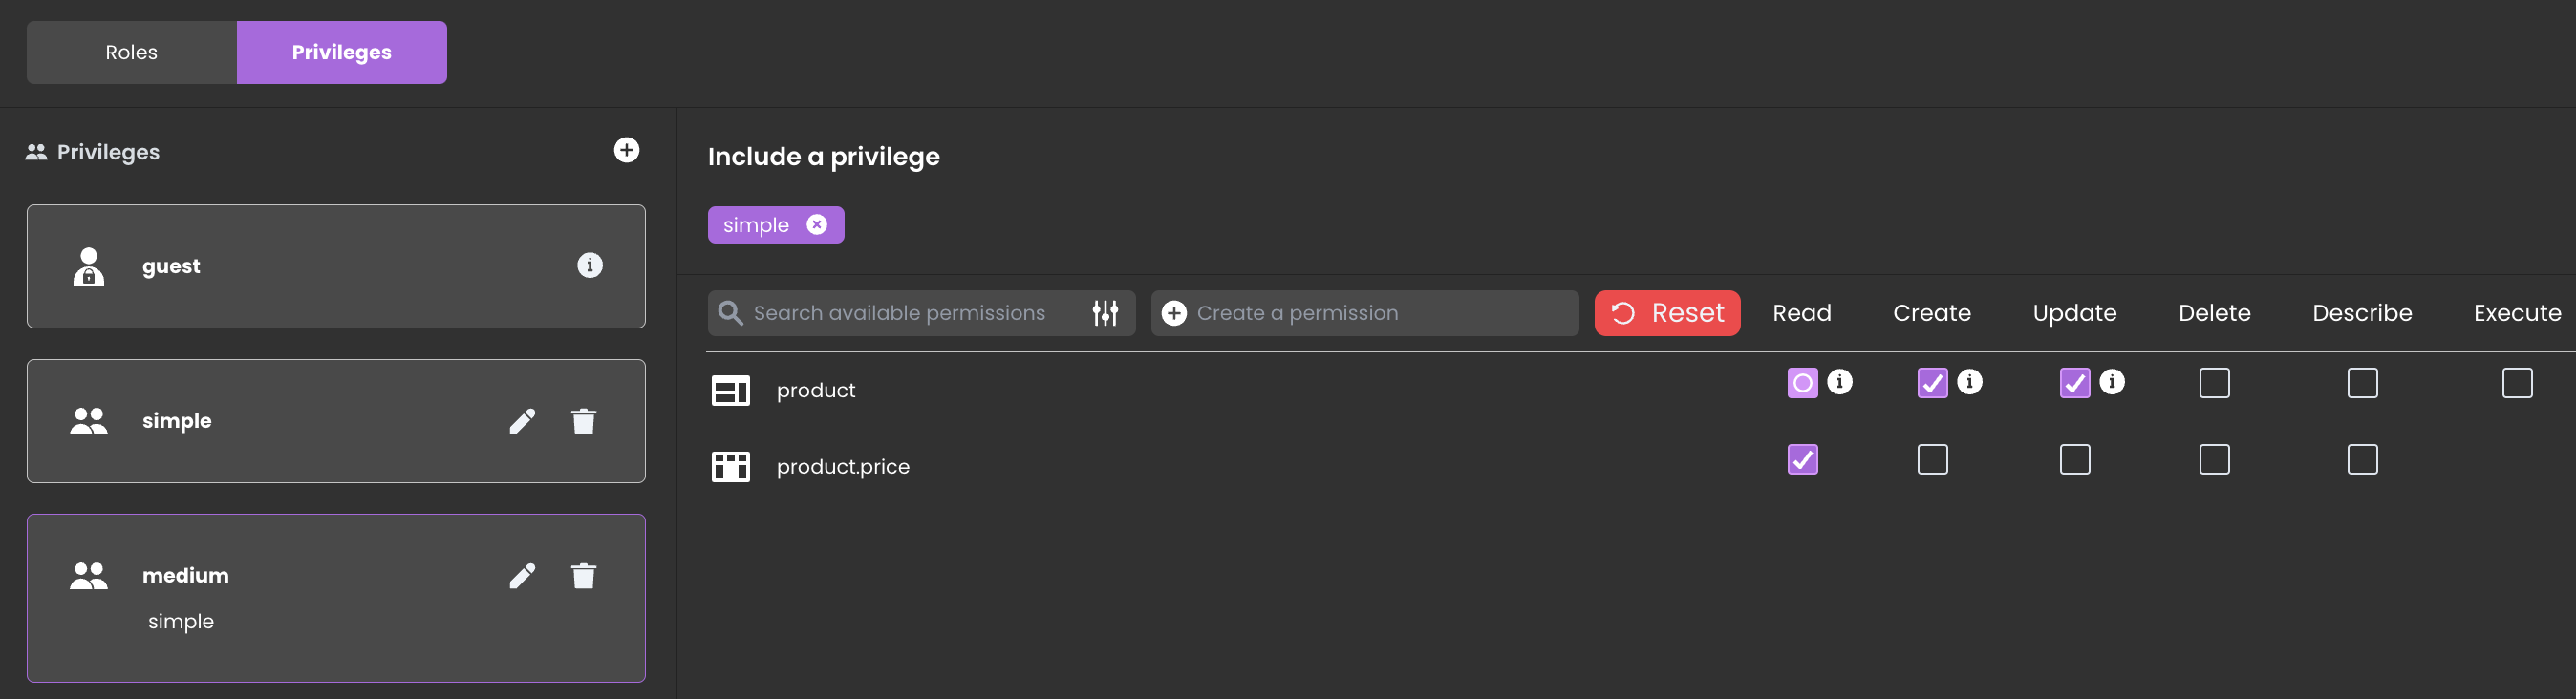 Roles
Privileges
Privileges
guest
simple
medium
simple
Include a privilege
simple
Search available permissions
Create a permission
Reset
Read
Create
Update
Delete
Describe
Execute
product
product.price